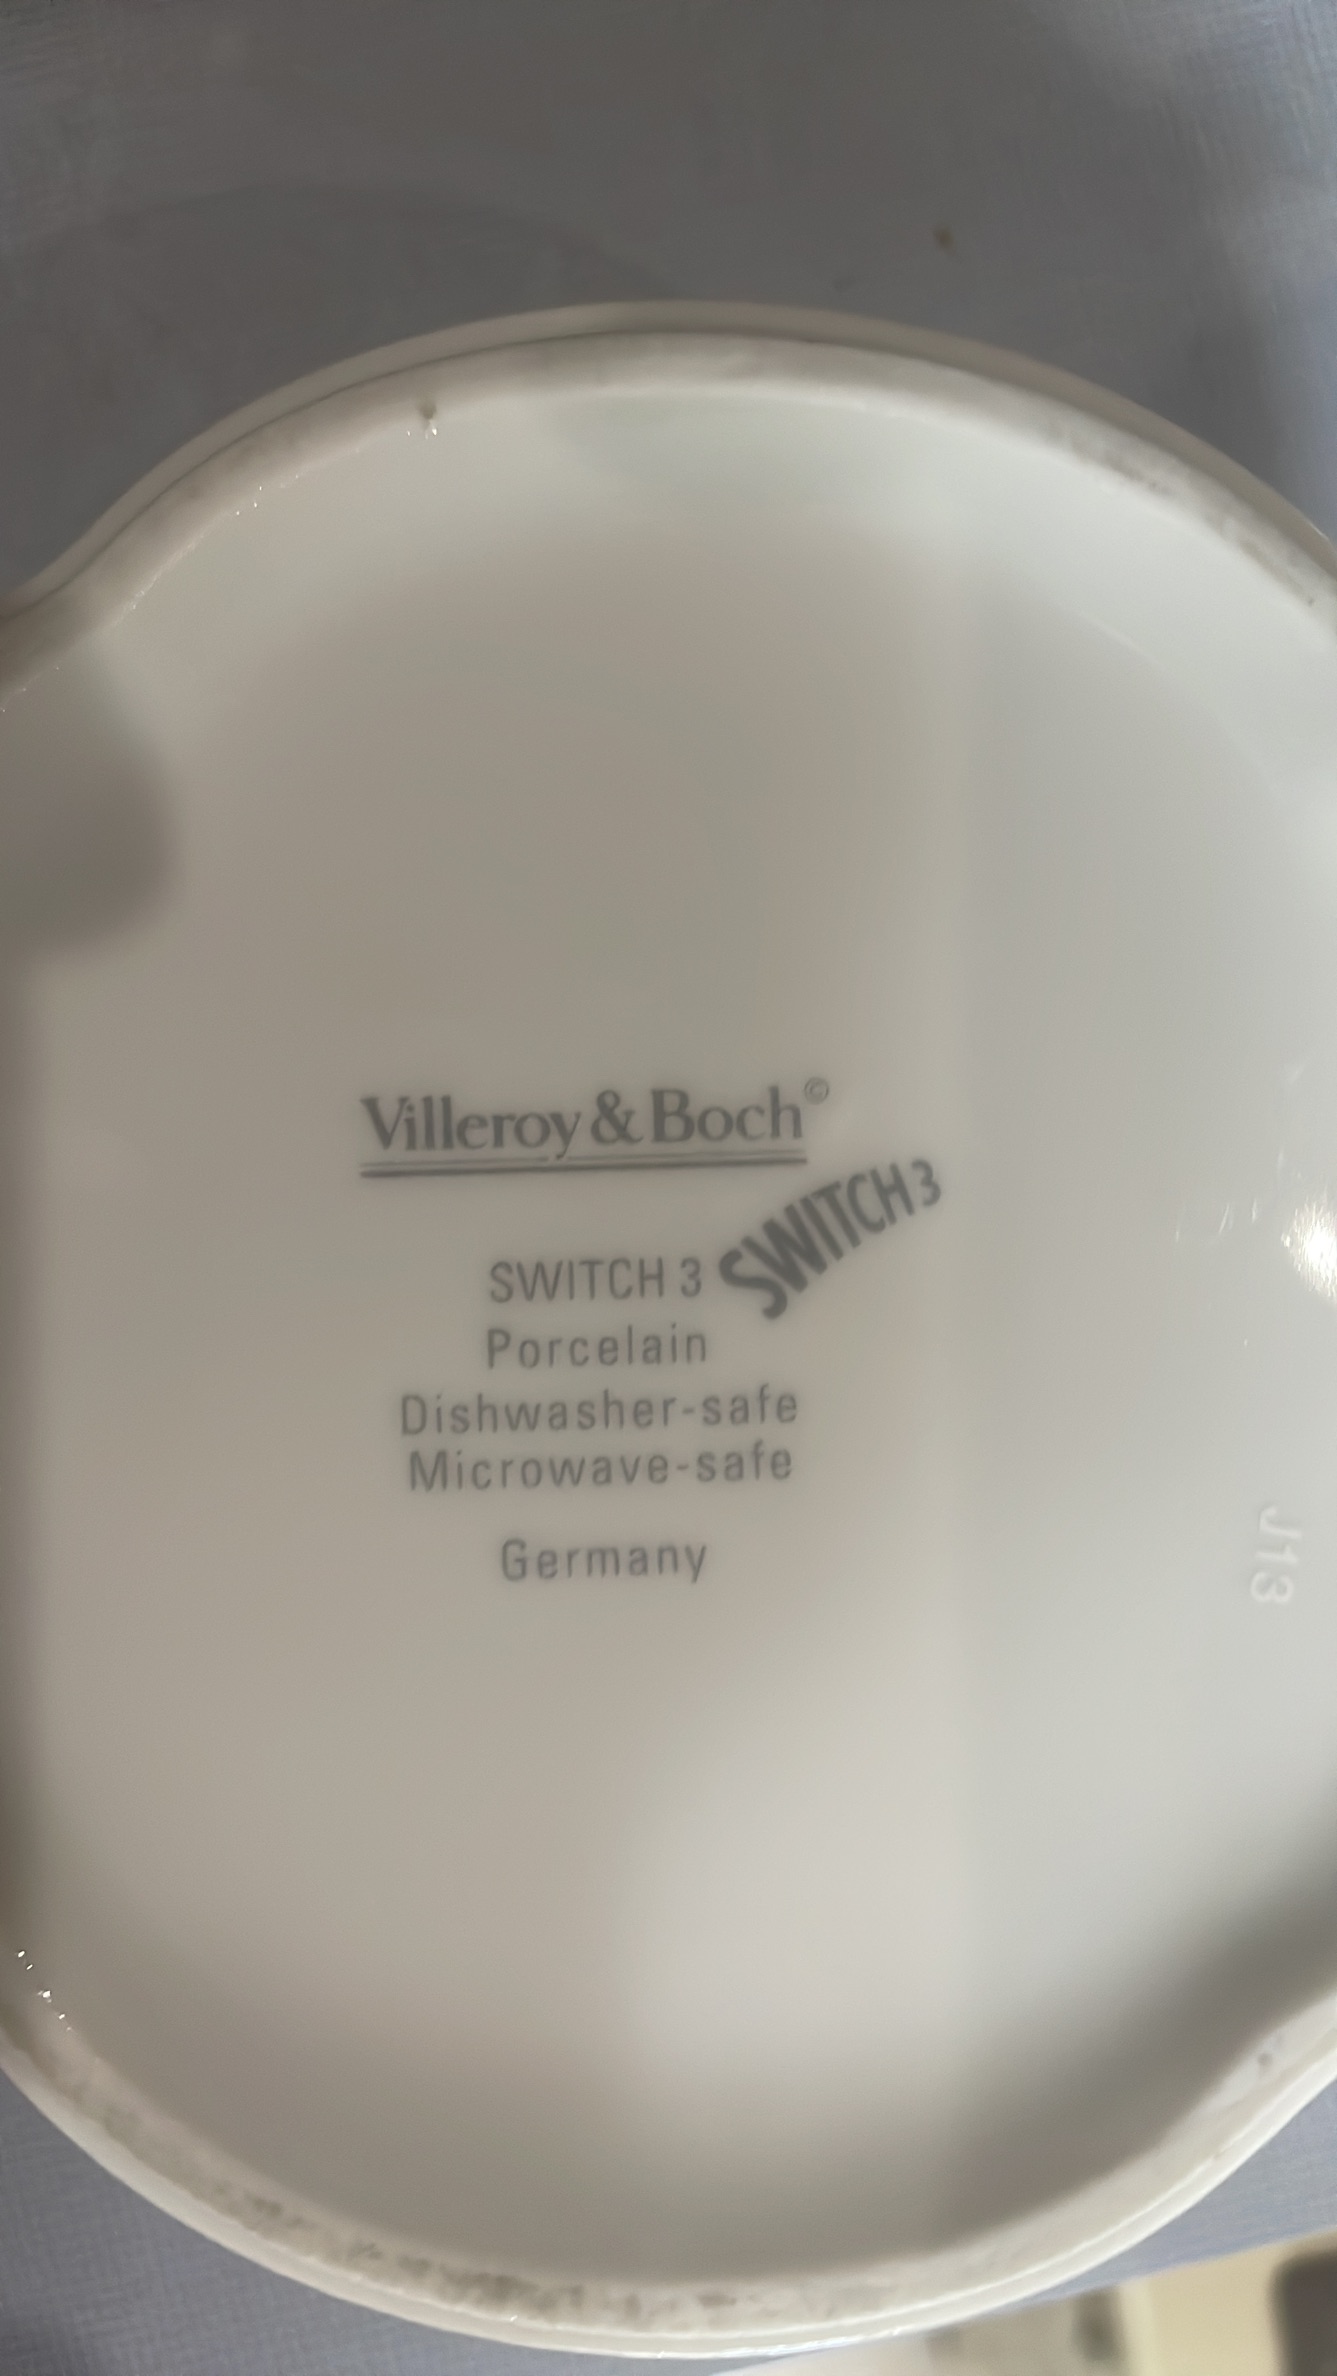 Villeroy & Boch©
SWITCH 3
SWITCH 3
Porcelain
Dishwasher-safe
Microwave-safe
Germany
J13